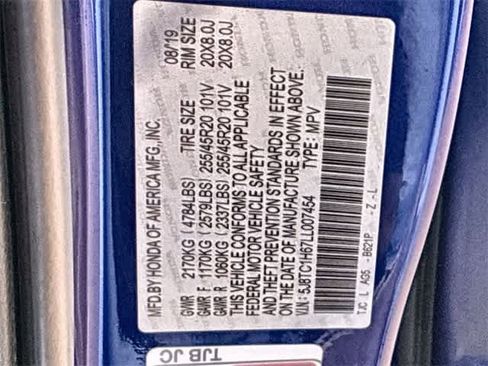 MFD. BY HONDA OF AMERICA MFG., INC. 08/19
GVWR 2170KG (4784LBS) TIRE SIZE RIM SIZE
GAWR F 1170KG (2579LBS) 255/45R20 101V 20X8.0J
GAWR R 1060KG (2337LBS) 255/45R20 101V 20X8.0J
THIS VEHICLE CONFORMS TO ALL APPLICABLE
FEDERAL MOTOR VEHICLE SAFETY
AND THEFT PREVENTION STANDARDS IN EFFECT
ON THE DATE OF MANUFACTURE SHOWN ABOVE.
V.I.N.: 5J8TC1H67LL007454 TYPE: MPV
TJC L AG5 - B621P - Z - L
TJB JC